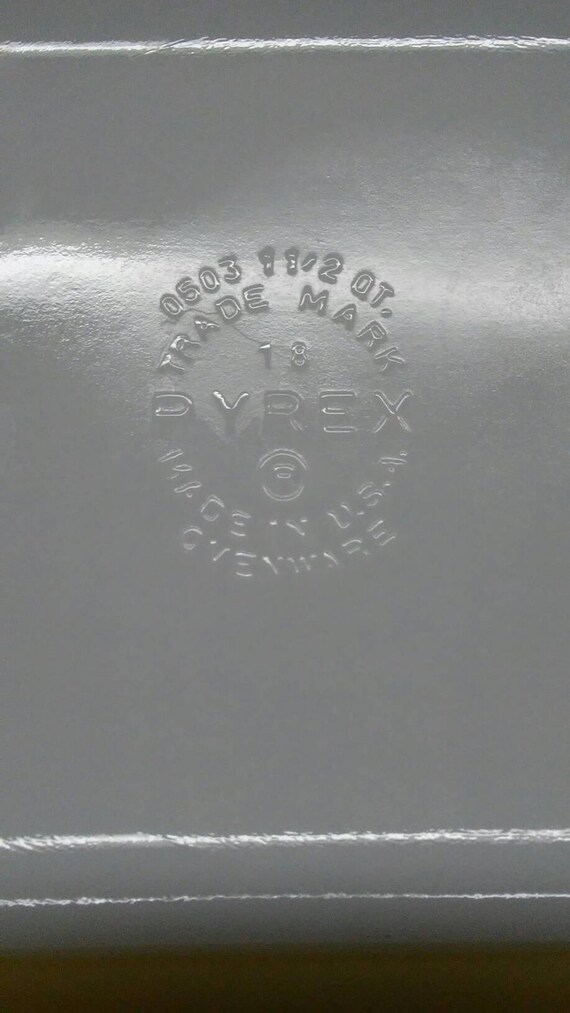 0503 1 1/2 QT.
TRADE MARK
18
PYREX
B
MADE IN U.S.A.
OVENWARE